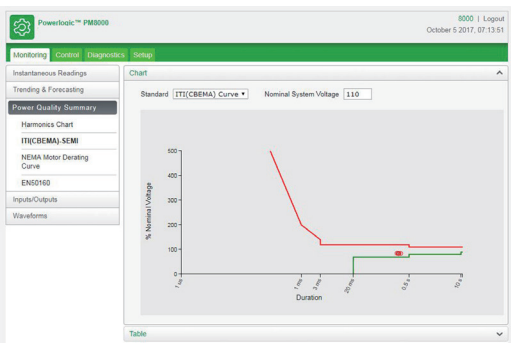 Powerlogic™ PM8000
8000 | Logout
October 5 2017, 07:13:51
Monitoring Control Diagnostics Setup
Instantaneous Readings
Trending & Forecasting
Power Quality Summary
Harmonics Chart
ITI(CBEMA)-SEMI
NEMA Motor Derating
Curve
EN50160
Inputs/Outputs
Waveforms
Chart
Standard ITI(CBEMA) Curve Nominal System Voltage 110
% Nominal Voltage
500
400
300
200
100
0
1 us
1 ms
3 ms
20 ms
0.5 s
10 s
Duration
Table